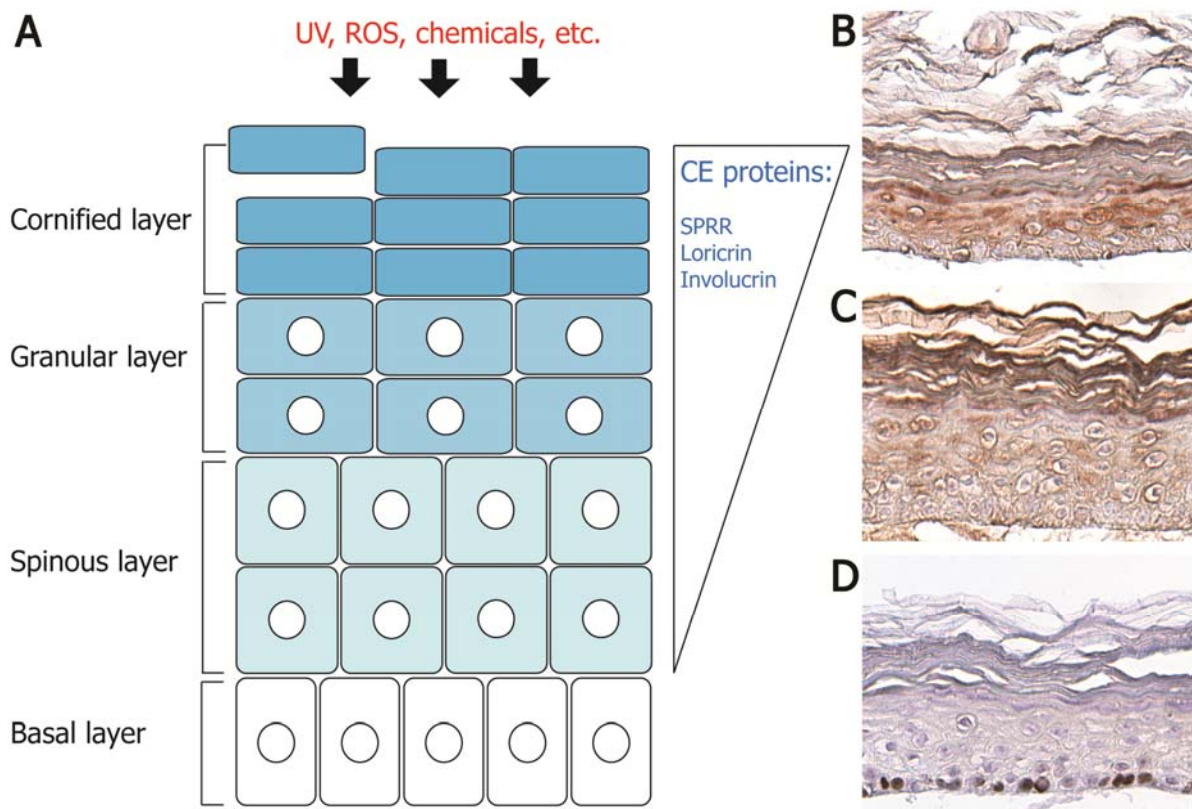 A
UV, ROS, chemicals, etc.
Cornified layer
Granular layer
Spinous layer
Basal layer
CE proteins:
SPRR
Loricrin
Involucrin
B
C
D